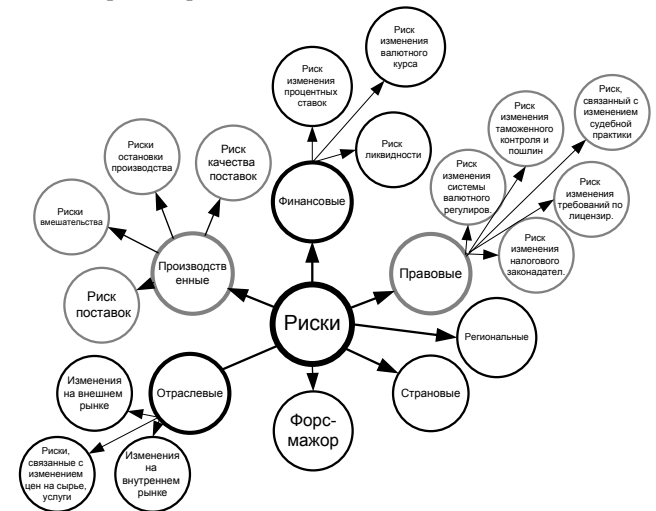 Риск
изменения
валютного
курса
Риск
изменения
процентных
ставок
Риск
ликвидности
Финансовые
Риск,
связанный с
изменением
судебной
практики
Риск
изменения
таможенного
контроля и
пошлин
Риск
изменения
системы
валютного
регулиров.
Риск
изменения
требований по
лицензир.
Риск
изменения
налогового
законадател.
Правовые
Риски
остановки
производства
Риск
качества
поставок
Риски
вмешательства
Производств
енные
Риск
поставок
Риски
Региональные
Страновые
Форс-
мажор
Отраслевые
Изменения
на внешнем
рынке
Риски,
связанные с
изменением
цен на сырье,
услуги
Изменения
на
внутреннем
рынке